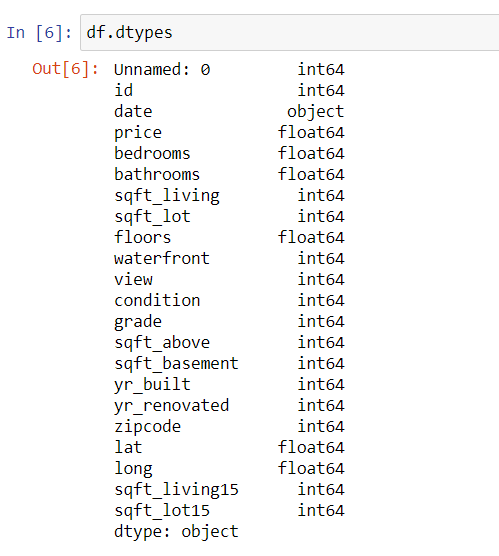 In [6]: df.dtypes
Out[6]: Unnamed: 0 int64
id int64
date object
price float64
bedrooms float64
bathrooms float64
sqft_living int64
sqft_lot int64
floors float64
waterfront int64
view int64
condition int64
grade int64
sqft_above int64
sqft_basement int64
yr_built int64
yr_renovated int64
zipcode int64
lat float64
long float64
sqft_living15 int64
sqft_lot15 int64
dtype: object